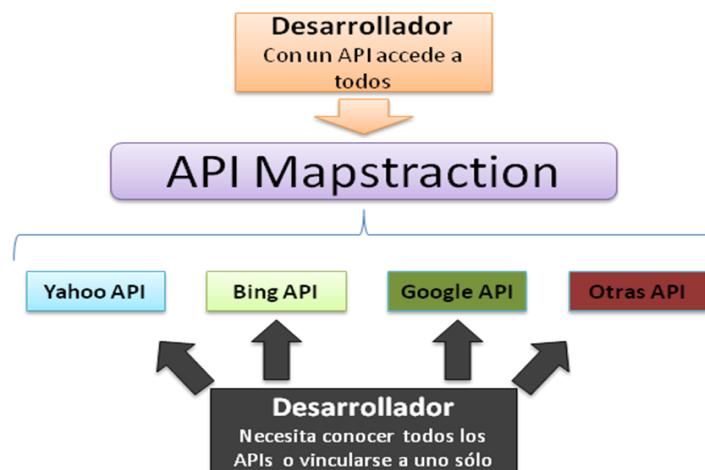 Desarrollador
Con un API accede a
todos
API Mapstraction
Yahoo API
Bing API
Google API
Otras API
Desarrollador
Necesita conocer todos los
APIs o vincularse a uno sólo